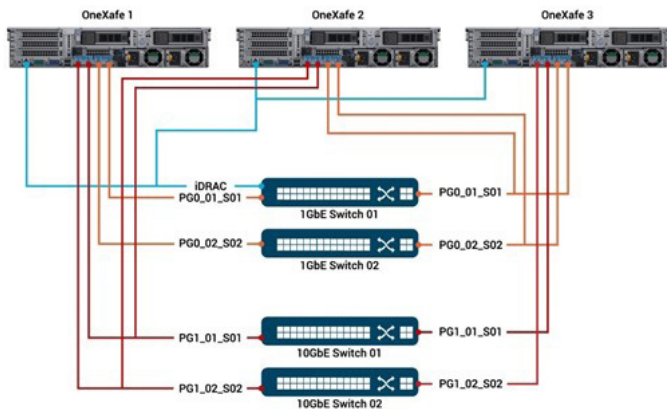 OneXafe 1
OneXafe 2
OneXafe 3
iDRAC
PG0_01_S01
PG0_01_S01
1GbE Switch 01
PG0_02_S02
PG0_02_S02
1GbE Switch 02
PG1_01_S01
PG1_01_S01
10GbE Switch 01
PG1_02_S02
PG1_02_S02
10GbE Switch 02